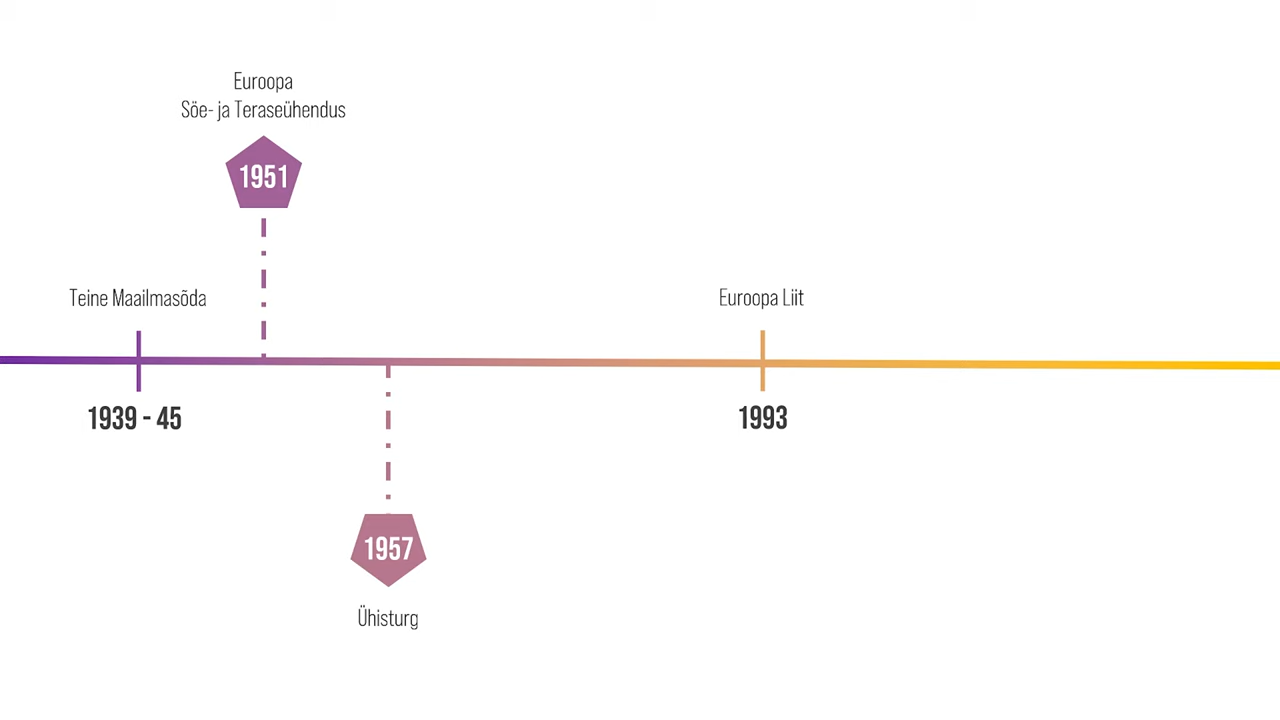 Euroopa
Söe- ja Teraseühendus
1951
Teine Maailmasõda
1939 - 45
Euroopa Liit
1993
1957
Ühisturg